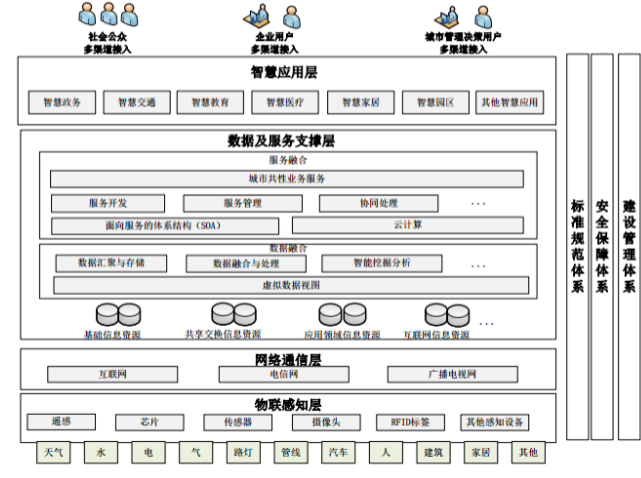 社会公众
多渠道接入
企业用户
多渠道接入
城市管理决策用户
多渠道接入
智慧应用层
智慧政务
智慧交通
智慧教育
智慧医疗
智慧家居
智慧园区
其他智慧应用
数据及服务支撑层
服务融合
城市共性业务服务
服务开发
服务管理
协同处理
...
面向服务的体系结构（SOA）
云计算
数据融合
数据汇聚与存储
数据融合与处理
智能挖掘分析
...
虚拟数据视图
基础信息资源
共享交换信息资源
应用领域信息资源
互联网信息资源
...
网络通信层
互联网
电信网
广播电视网
物联感知层
遥感
芯片
传感器
摄像头
RFID标签
其他感知设备
天气
水
电
气
路灯
管线
汽车
人
建筑
家居
其他
标准规范体系
安全保障体系
建设管理体系